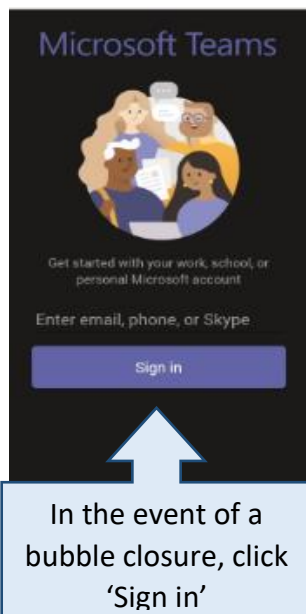 Microsoft Teams
Get started with your work, school, or
personal Microsoft account
Enter email, phone, or Skype
Sign in
In the event of a
bubble closure, click
‘Sign in’